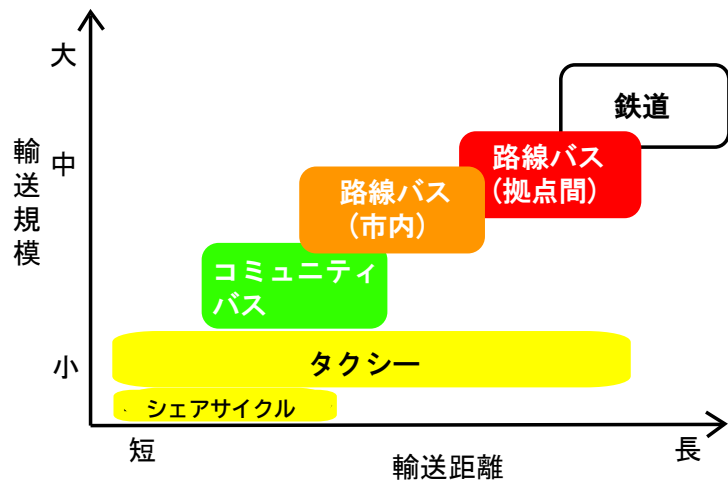 大
鉄道
輸送規模
中
路線バス
(拠点間)
路線バス
(市内)
コミュニティ
バス
小
タクシー
シェアサイクル
短
長
輸送距離